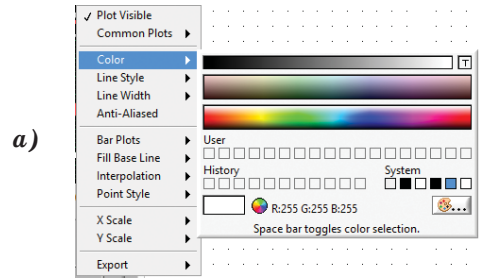 ✓ Plot Visible
Common Plots
Color
T
Line Style
Line Width
Anti-Aliased
a)
Bar Plots
User
Fill Base Line
Interpolation
History
System
Point Style
R:255 G:255 B:255
...
X Scale
Space bar toggles color selection.
Y Scale
Export